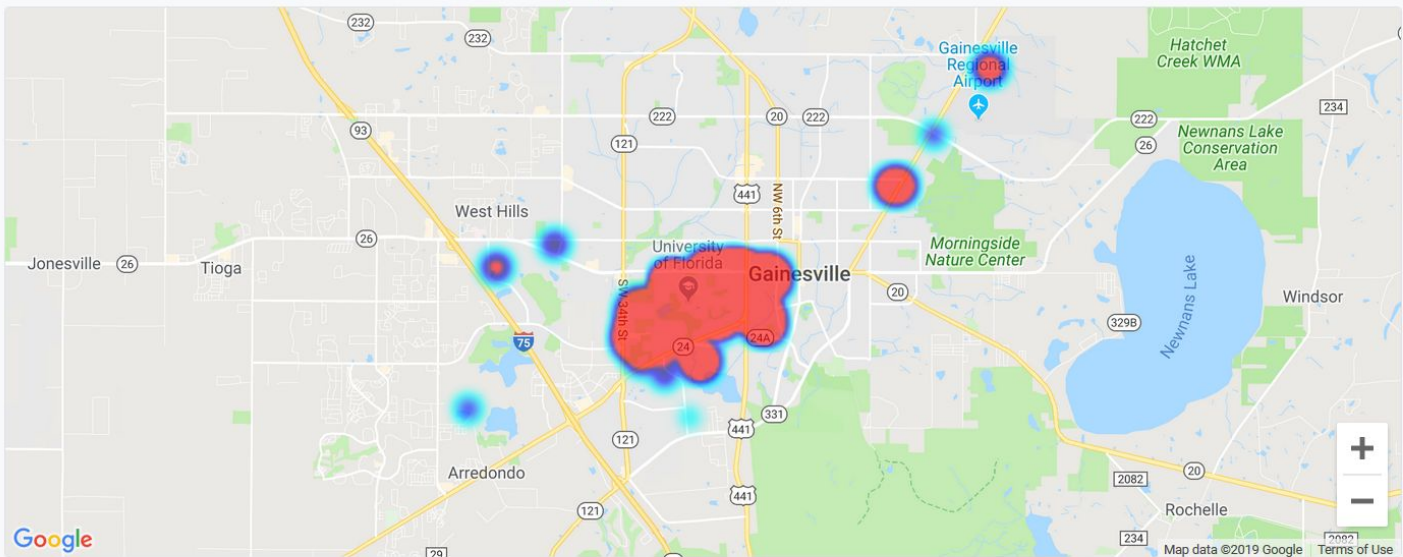 232
232
Gainesville
Regional
Airport
Hatchet
Creek WMA
234
93
222
20
222
222
121
26
Newnans Lake
Conservation
Area
441
NW 6th St
West Hills
26
University
of Florida
Morningside
Nature Center
Jonesville
26
Tioga
Gainesville
SW 34th St
20
Windsor
Newnans Lake
329B
75
24
24A
331
121
441
Arredondo
20
2082
441
121
Rochelle
234
2082
29
Google
Map data ©2019 Google
Terms of Use